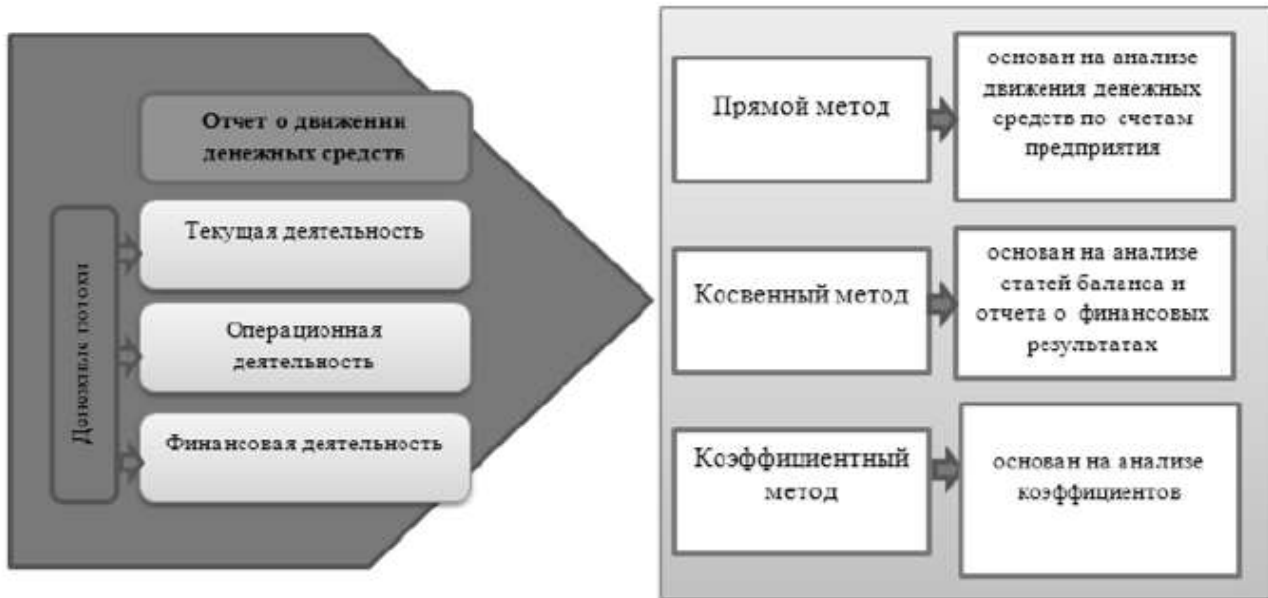 Отчет о движении
денежных средств
Денежные потоки
Текущая деятельность
Операционная
деятельность
Финансовая деятельность
Прямой метод
основан на анализе
движения денежных
средств по счетам
предприятия
Косвенный метод
основан на анализе
статей баланса и
отчета о финансовых
результатах
Коэффициентный
метод
основан на анализе
коэффициентов